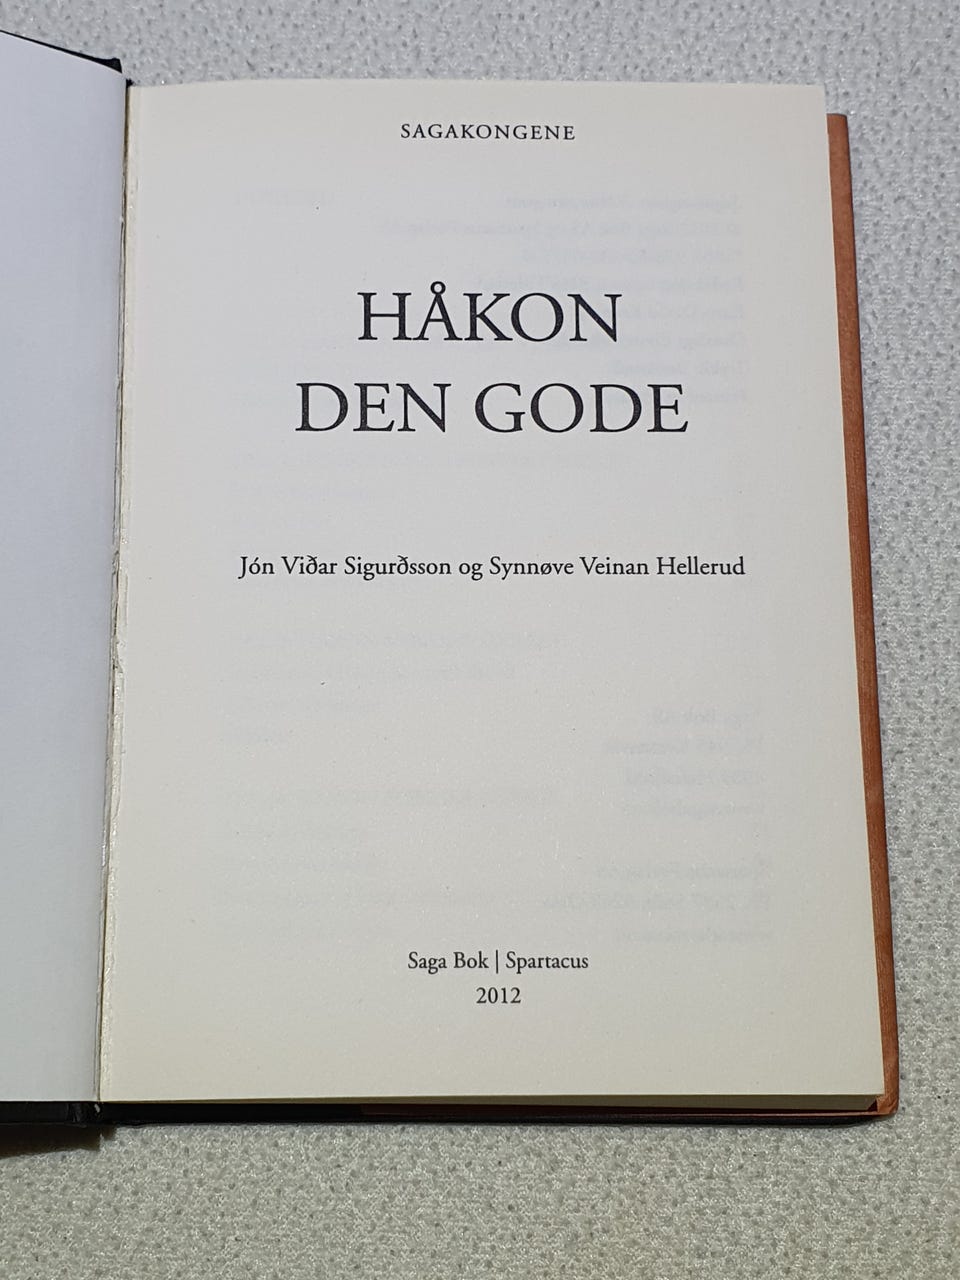 SAGAKONGENE
HÅKON
DEN GODE
Jón Viðar Sigurðsson og Synnøve Veinan Hellerud
Saga Bok | Spartacus
2012